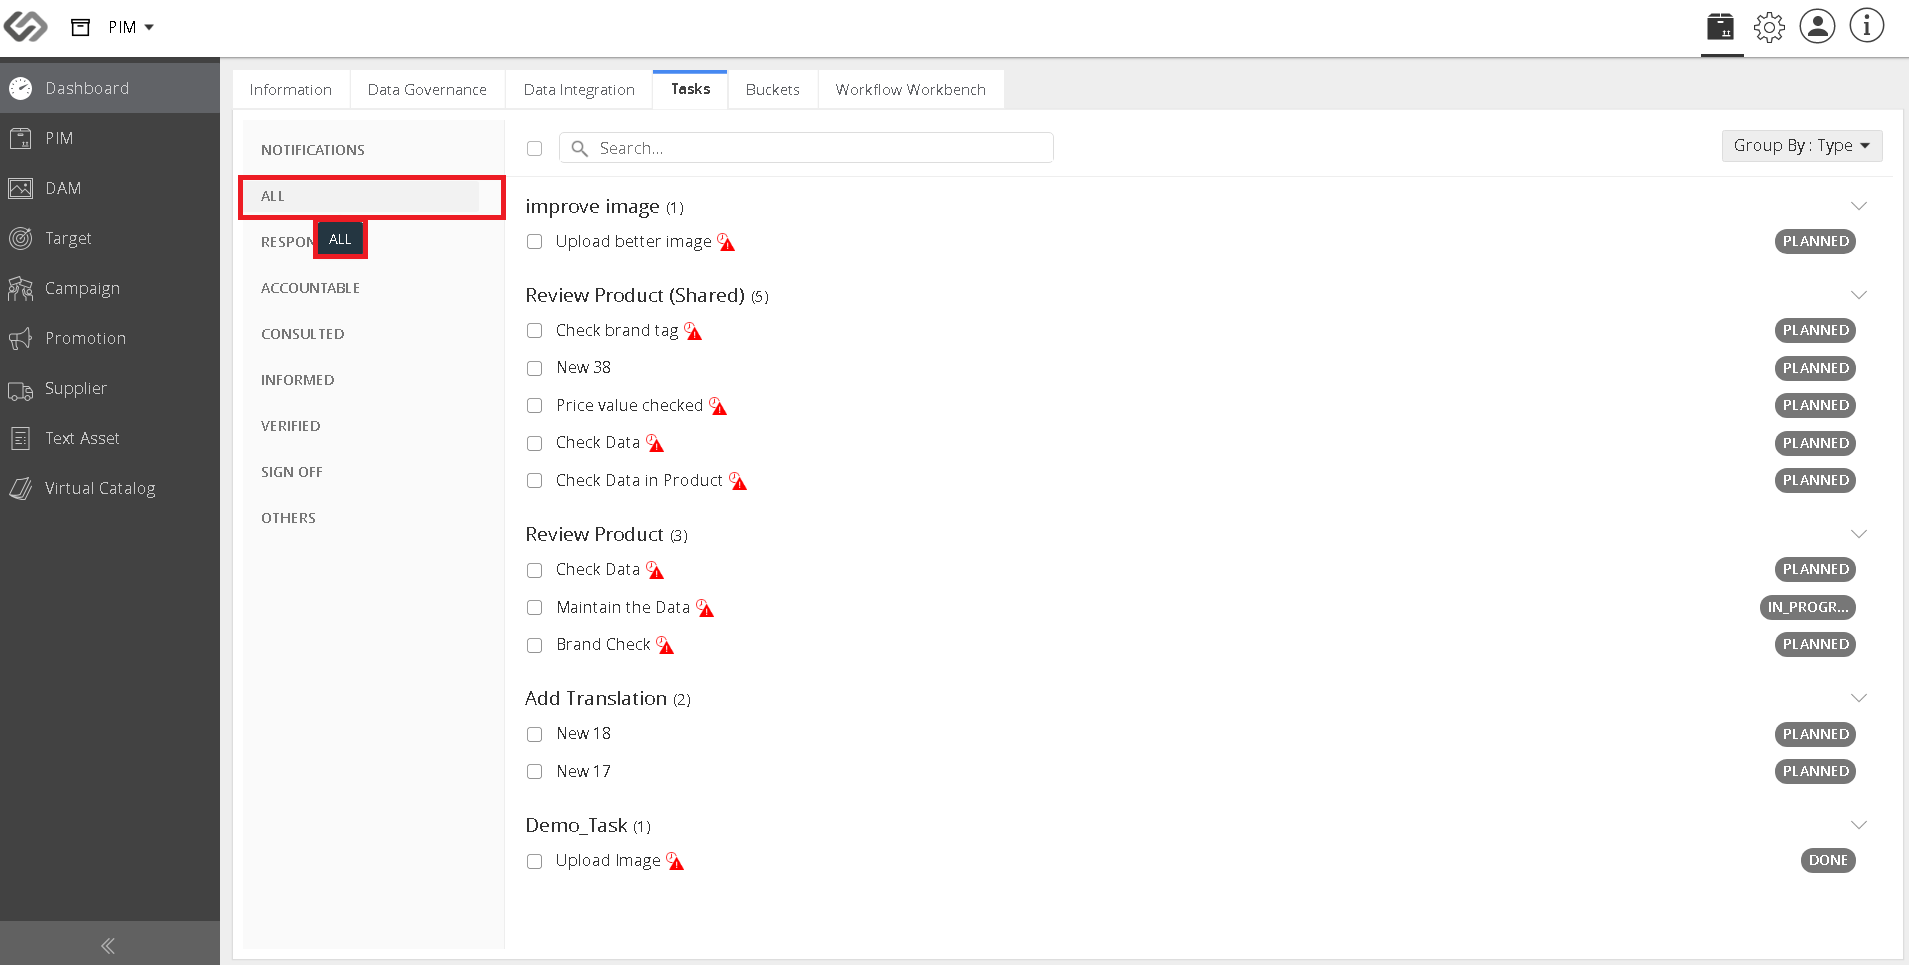 PIM
Dashboard
PIM
DAM
Target
Campaign
Promotion
Supplier
Text Asset
Virtual Catalog
Information
Data Governance
Data Integration
Tasks
Buckets
Workflow Workbench
NOTIFICATIONS
ALL
RESPON
ALL
ACCOUNTABLE
CONSULTED
INFORMED
VERIFIED
SIGN OFF
OTHERS
Search...
Group By : Type
improve image (1)
Upload better image PLANNED
Review Product (Shared) (5)
Check brand tag PLANNED
New 38 PLANNED
Price value checked PLANNED
Check Data PLANNED
Check Data in Product PLANNED
Review Product (3)
Check Data PLANNED
Maintain the Data IN_PROGR...
Brand Check PLANNED
Add Translation (2)
New 18 PLANNED
New 17 PLANNED
Demo_Task (1)
Upload Image DONE